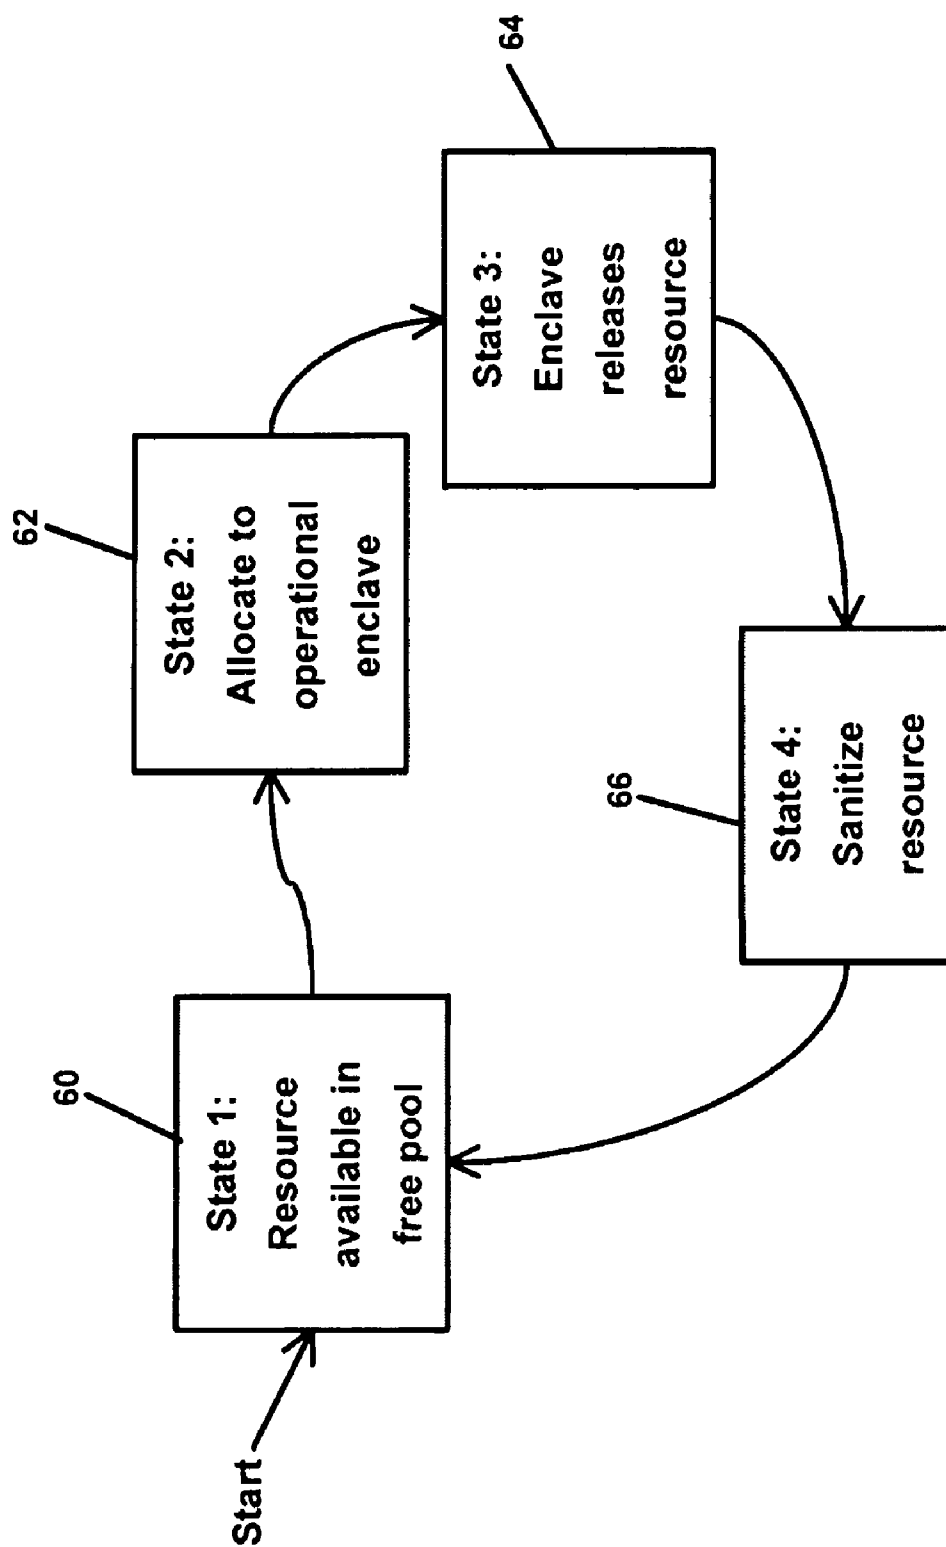 Start
60
State 1:
Resource
available in
free pool
62
State 2:
Allocate to
operational
enclave
64
State 3:
Enclave
releases
resource
66
State 4:
Sanitize
resource